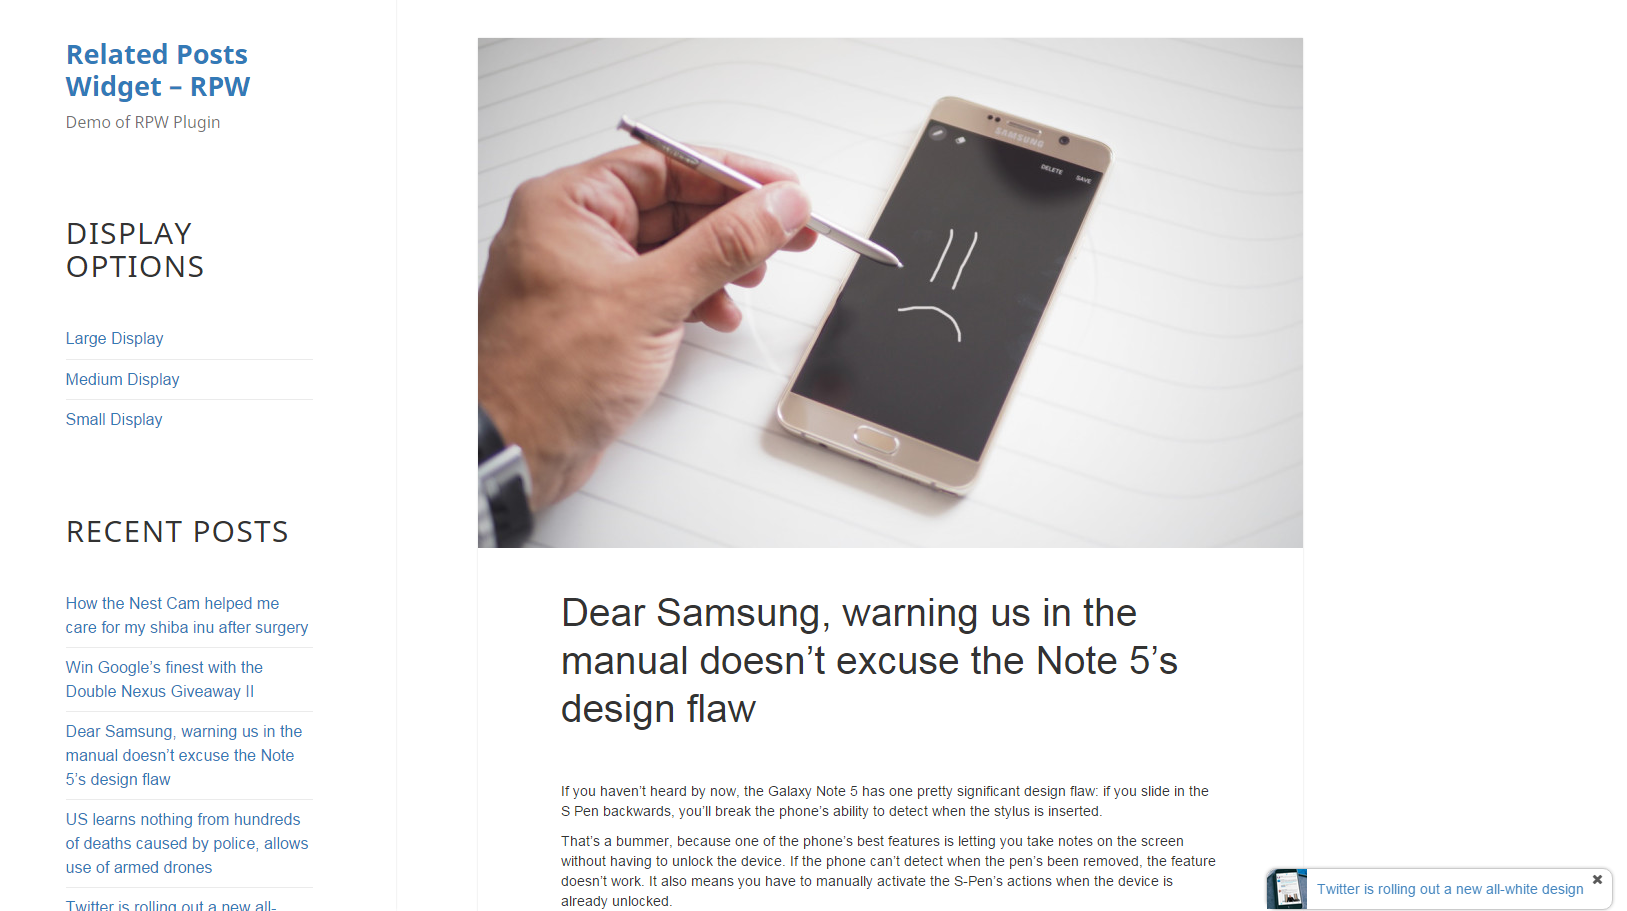 Related Posts
Widget – RPW
Demo of RPW Plugin
DISPLAY
OPTIONS
Large Display
Medium Display
Small Display
RECENT POSTS
How the Nest Cam helped me
care for my shiba inu after surgery
Win Google’s finest with the
Double Nexus Giveaway II
Dear Samsung, warning us in the
manual doesn’t excuse the Note
5’s design flaw
US learns nothing from hundreds
of deaths caused by police, allows
use of armed drones
Twitter is rolling out a new all-
SAMSUNG
DELETE
SAVE
Dear Samsung, warning us in the
manual doesn’t excuse the Note 5’s
design flaw
If you haven’t heard by now, the Galaxy Note 5 has one pretty significant design flaw: if you slide in the
S Pen backwards, you’ll break the phone’s ability to detect when the stylus is inserted.
That’s a bummer, because one of the phone’s best features is letting you take notes on the screen
without having to unlock the device. If the phone can’t detect when the pen’s been removed, the feature
doesn’t work. It also means you have to manually activate the S-Pen’s actions when the device is
already unlocked.
Twitter is rolling out a new all-white design